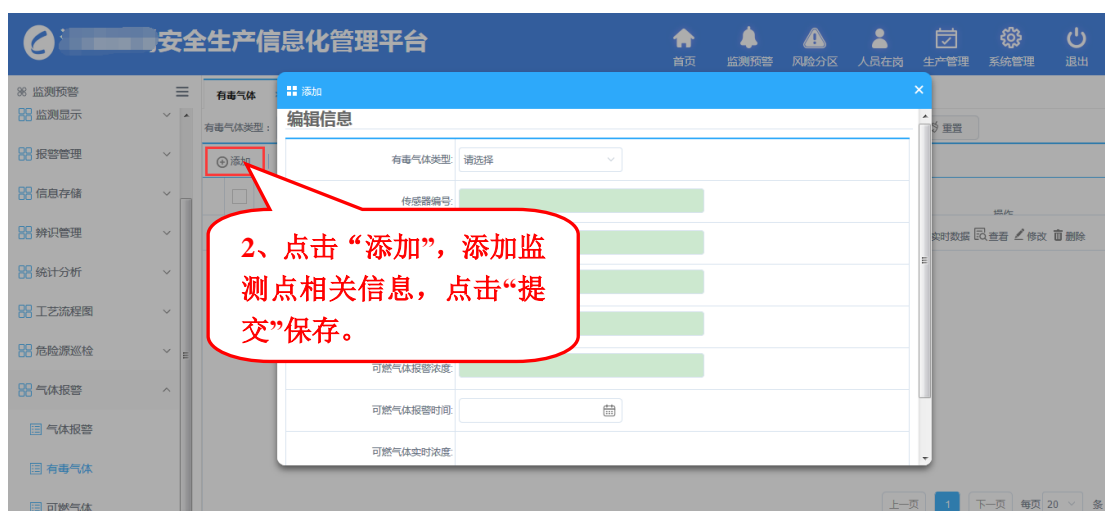 安全生产信息化管理平台
首页 监测预警 风险分区 人员在岗 生产管理 系统管理 退出
监测预警
监测显示
报警管理
信息存储
辨识管理
统计分析
工艺流程图
危险源巡检
气体报警
气体报警
有毒气体
可燃气体
有毒气体
有毒气体类型：
重置
添加
操作
实时数据 查看 修改 删除
添加
编辑信息
有毒气体类型: 请选择
传感器编号:
2、点击“添加”，添加监
测点相关信息，点击“提
交”保存。
可燃气体报警浓度:
可燃气体报警时间:
可燃气体实时浓度:
上一页 1 下一页 每页 20 条